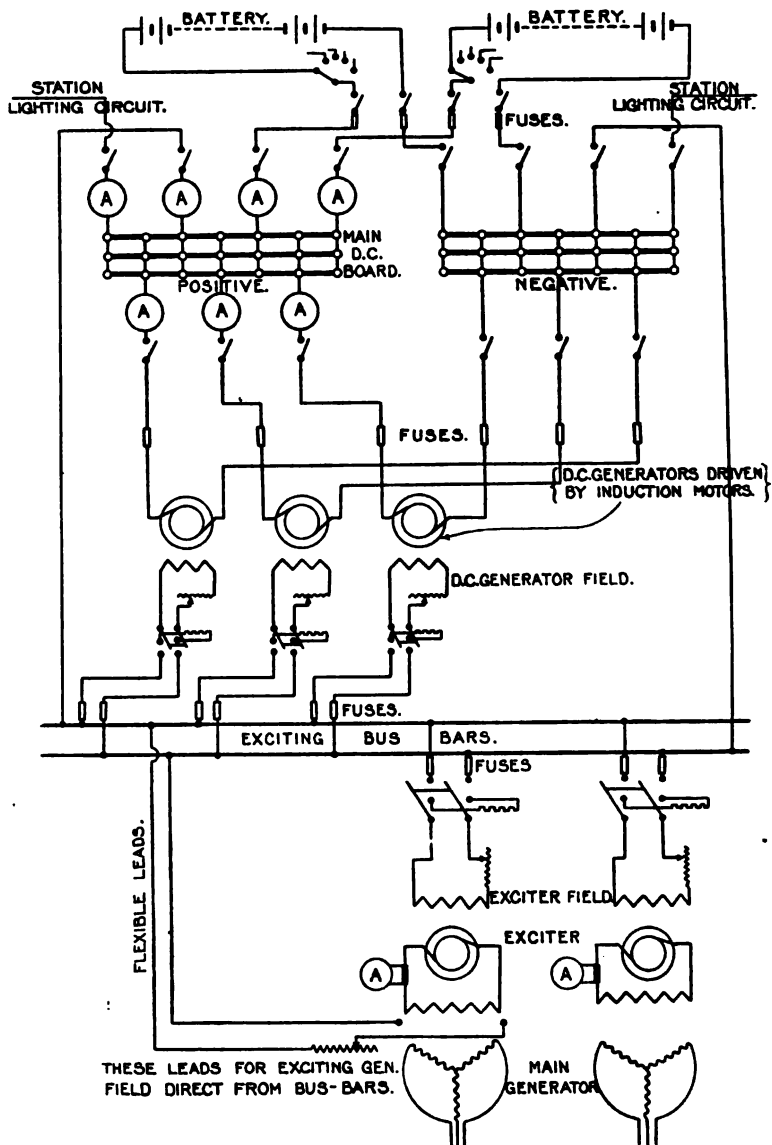 BATTERY.
BATTERY.
STATION
LIGHTING CIRCUIT.
STATION
LIGHTING CIRCUIT.
FUSES.
A
A
A
A
MAIN
D.C.
BOARD.
POSITIVE.
NEGATIVE.
A
A
A
FUSES.
D.C.GENERATORS DRIVEN
BY INDUCTION MOTORS.
D.C.GENERATOR FIELD.
FUSES.
EXCITING BUS BARS.
FUSES
FLEXIBLE LEADS.
EXCITER FIELD
EXCITER
A
A
THESE LEADS FOR EXCITING GEN.
FIELD DIRECT FROM BUS-BARS.
MAIN
GENERATOR